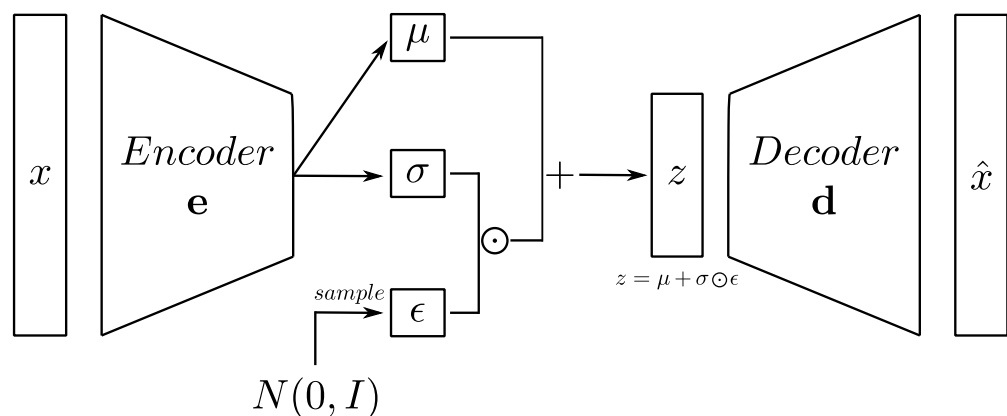 x
Encoder
e
μ
σ
sample
ϵ
N(0, I)
⊙
+
z
z = μ + σ⊙ϵ
Decoder
d
x̂